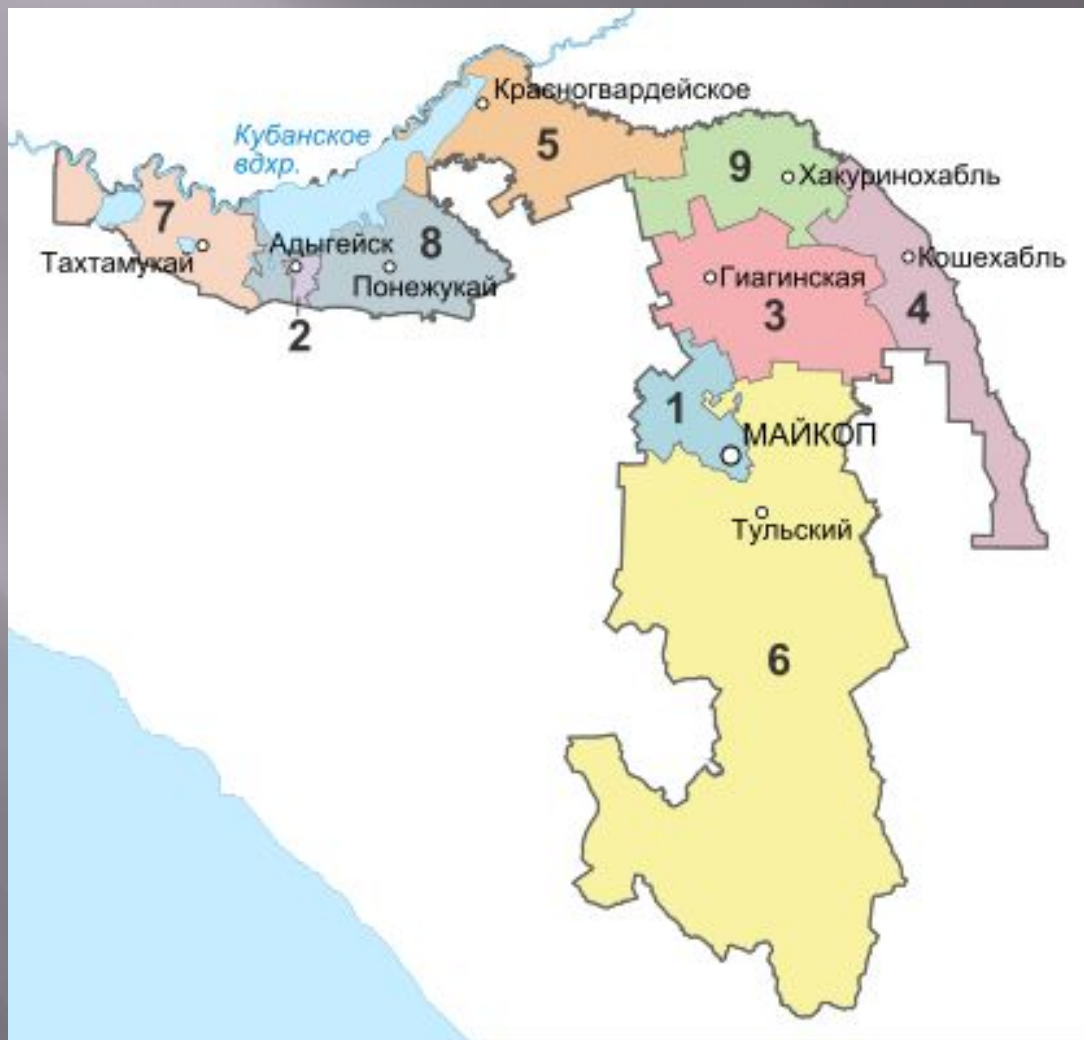 Красногвардейское
Кубанское
вдхр.
5
9
Хакуринохабль
7
Адыгейск
8
Тахтамукай
Понежукай
Кошехабль
Гиагинская
2
3
4
1
МАЙКОП
Тульский
6